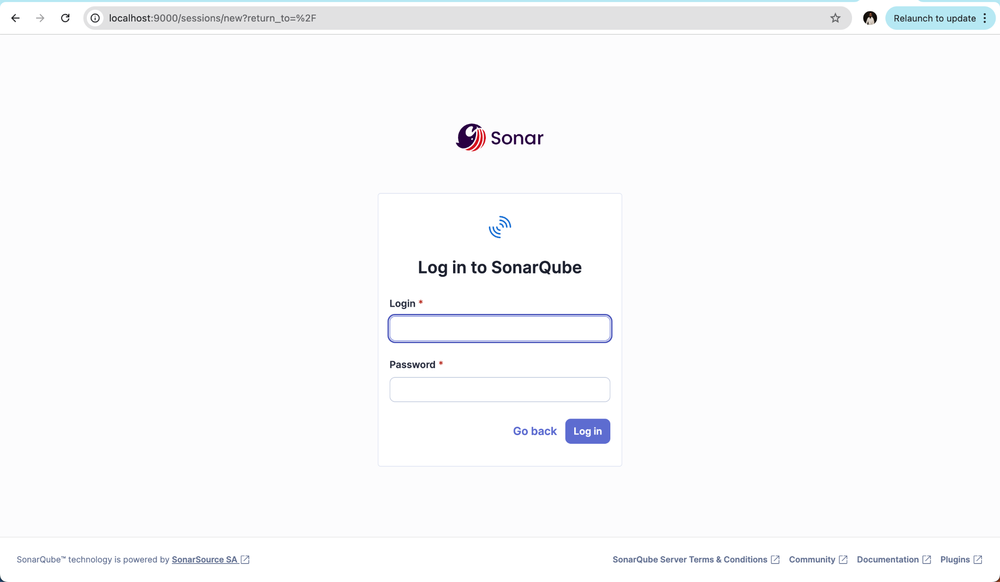 localhost:9000/sessions/new?return_to=%2F
Relaunch to update
Sonar
Log in to SonarQube
Login *
Password *
Go back
Log in
SonarQube™ technology is powered by SonarSource SA
SonarQube Server Terms & Conditions
Community
Documentation
Plugins